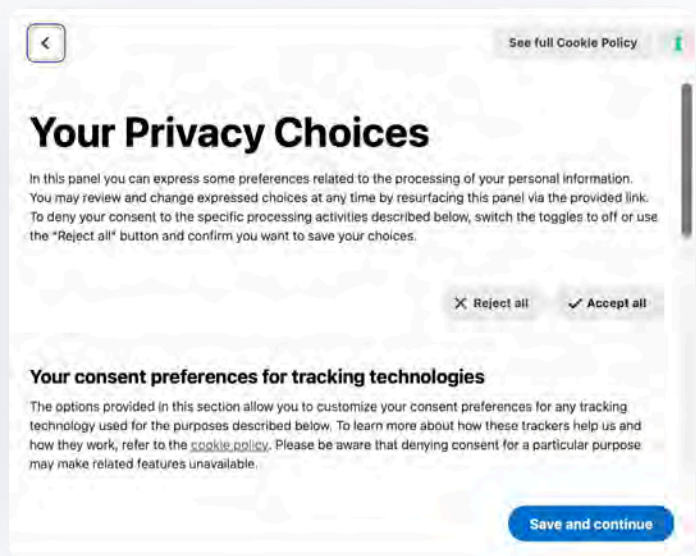 See full Cookie Policy
Your Privacy Choices
In this panel you can express some preferences related to the processing of your personal information.
You may review and change expressed choices at any time by resurfacing this panel via the provided link.
To deny your consent to the specific processing activities described below, switch the toggles to off or use
the "Reject all" button and confirm you want to save your choices.
Reject all
Accept all
Your consent preferences for tracking technologies
The options provided in this section allow you to customize your consent preferences for any tracking
technology used for the purposes described below. To learn more about how these trackers help us and
how they work, refer to the cookie policy. Please be aware that denying consent for a particular purpose
may make related features unavailable.
Save and continue